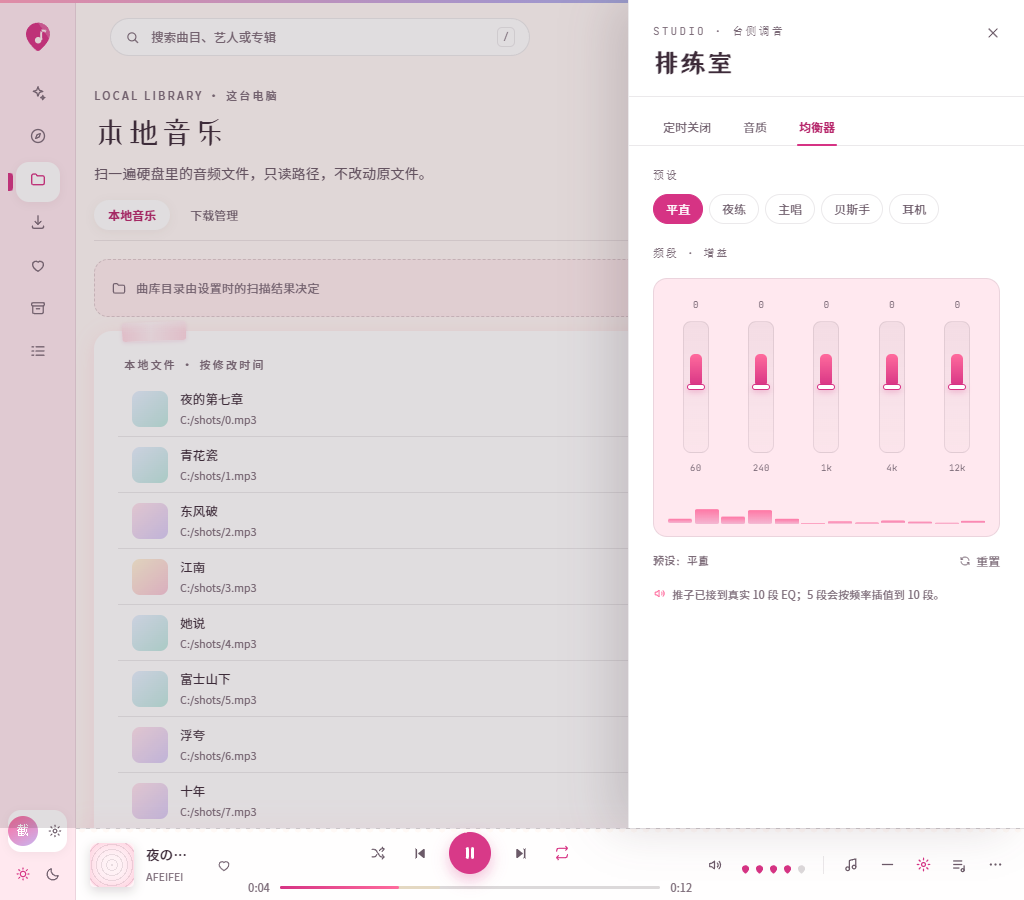 搜索曲目、艺人或专辑
/
LOCAL LIBRARY • 这台电脑
本地音乐
扫一遍硬盘里的音频文件，只读路径，不改动原文件。
本地音乐
下载管理
曲库目录由设置时的扫描结果决定
本地文件 • 按修改时间
夜的第七章
C:/shots/0.mp3
青花瓷
C:/shots/1.mp3
东风破
C:/shots/2.mp3
江南
C:/shots/3.mp3
她说
C:/shots/4.mp3
富士山下
C:/shots/5.mp3
浮夸
C:/shots/6.mp3
十年
C:/shots/7.mp3
STUDIO · 台侧调音
排练室
定时关闭
音质
均衡器
预设
平直
夜练
主唱
贝斯手
耳机
频段 · 增益
0 0 0 0 0
60 240 1k 4k 12k
预设：平直
重置
推子已接到真实 10 段 EQ；5 段会按频率插值到 10 段。
截
夜の…
AFEIFEI
0:04
0:12